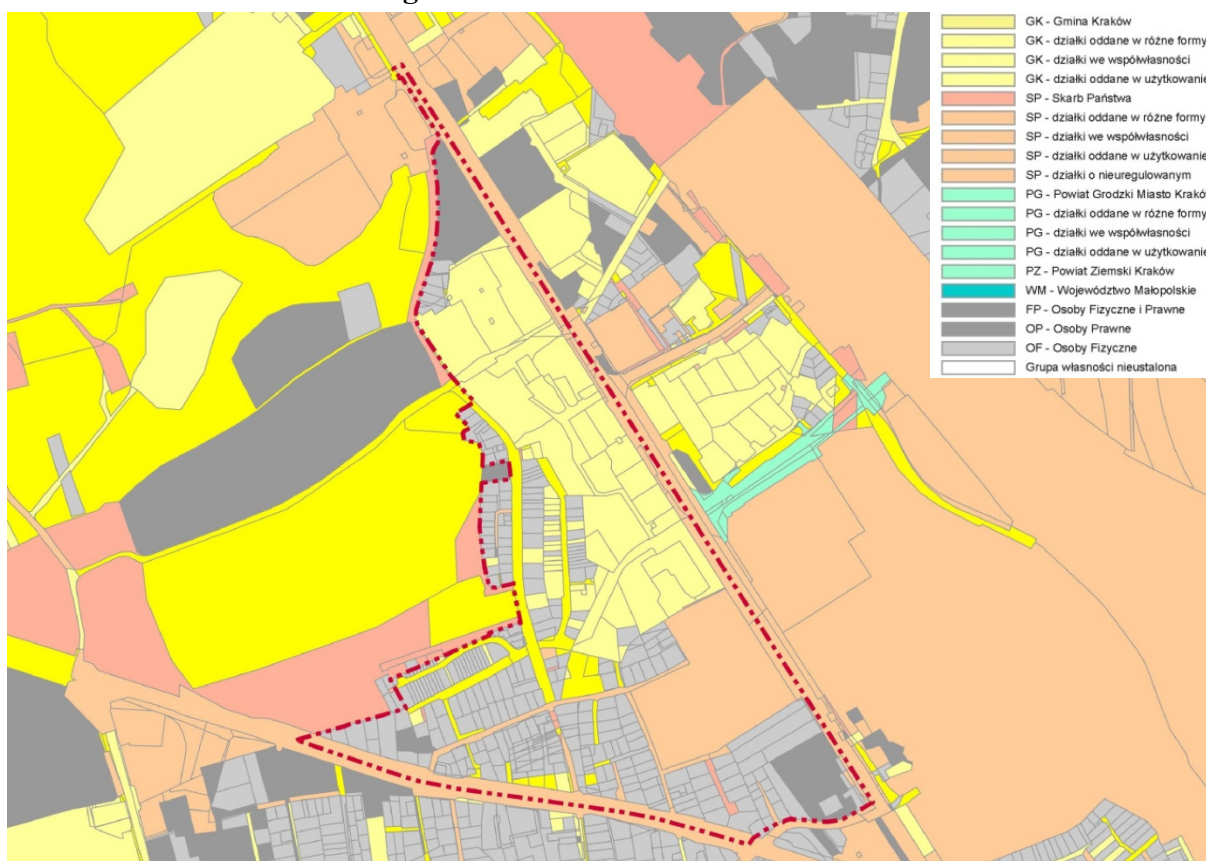 GK - Gmina Kraków
GK - działki oddane w różne formy
GK - działki we współwłasności
GK - działki oddane w użytkowanie
SP - Skarb Państwa
SP - działki oddane w różne formy
SP - działki we współwłasności
SP - działki oddane w użytkowanie
SP - działki o nieuregulowanym
PG - Powiat Grodzki Miasto Kraków
PG - działki oddane w różne formy
PG - działki we współwłasności
PG - działki oddane w użytkowanie
PZ - Powiat Ziemski Kraków
WM - Województwo Małopolskie
FP - Osoby Fizyczne i Prawne
OP - Osoby Prawne
OF - Osoby Fizyczne
Grupa własności nieustalona